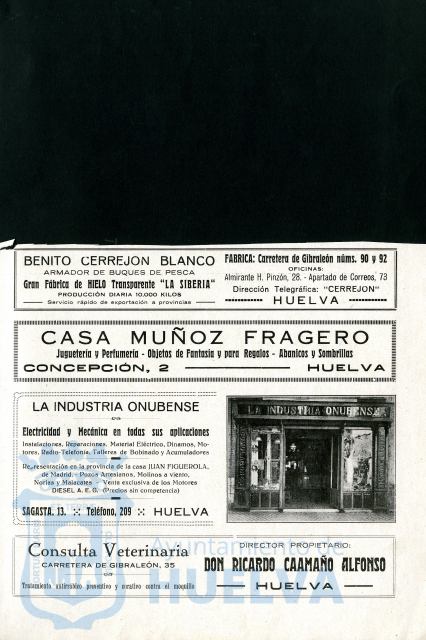 BENITO CERREJON BLANCO
ARMADOR DE BUQUES DE PESCA
Gran Fábrica de HIELO Transparente "LA SIBERIA"
PRODUCCIÓN DIARIA 10.000 KILOS
Servicio rápido de exportación a provincias
FABRICA: Carretera de Gibraleón núms. 90 y 92
OFICINAS:
Almirante H. Pinzón, 28. - Apartado de Correos, 73
Dirección Telegráfica: "CERREJON"
HUELVA
CASA MUÑOZ FRAGERO
Juguetería y Perfumería - Objetos de Fantasía y para Regalos - Abanicos y Sombrillas
CONCEPCIÓN, 2 HUELVA
LA INDUSTRIA ONUBENSE
Electricidad y Mecánica en todas sus aplicaciones
Instalaciones, Reparaciones, Material Eléctrico, Dinamos, Mo-
tores, Radio-Telefonía, Talleres de Bobinado y Acumuladores
Representación en la provincia de la casa JUAN FIGUEROLA,
de Madrid. - Pozos Artesianos, Molinos a viento,
Norias y Malacates - Venta exclusiva de los Motores
DIESEL A. E. G. (Precios sin competencia)
SAGASTA, 13. Teléfono, 209 HUELVA
LA INDUSTRIA ONUBENSE
Consulta Veterinaria
CARRETERA DE GIBRALEÓN, 35
Tratamiento antirrábico preventivo y curativo contra el moquillo
DIRECTOR PROPIETARIO:
DON RICARDO CAAMAÑO ALFONSO
HUELVA
Ayuntamiento de
HUELVA